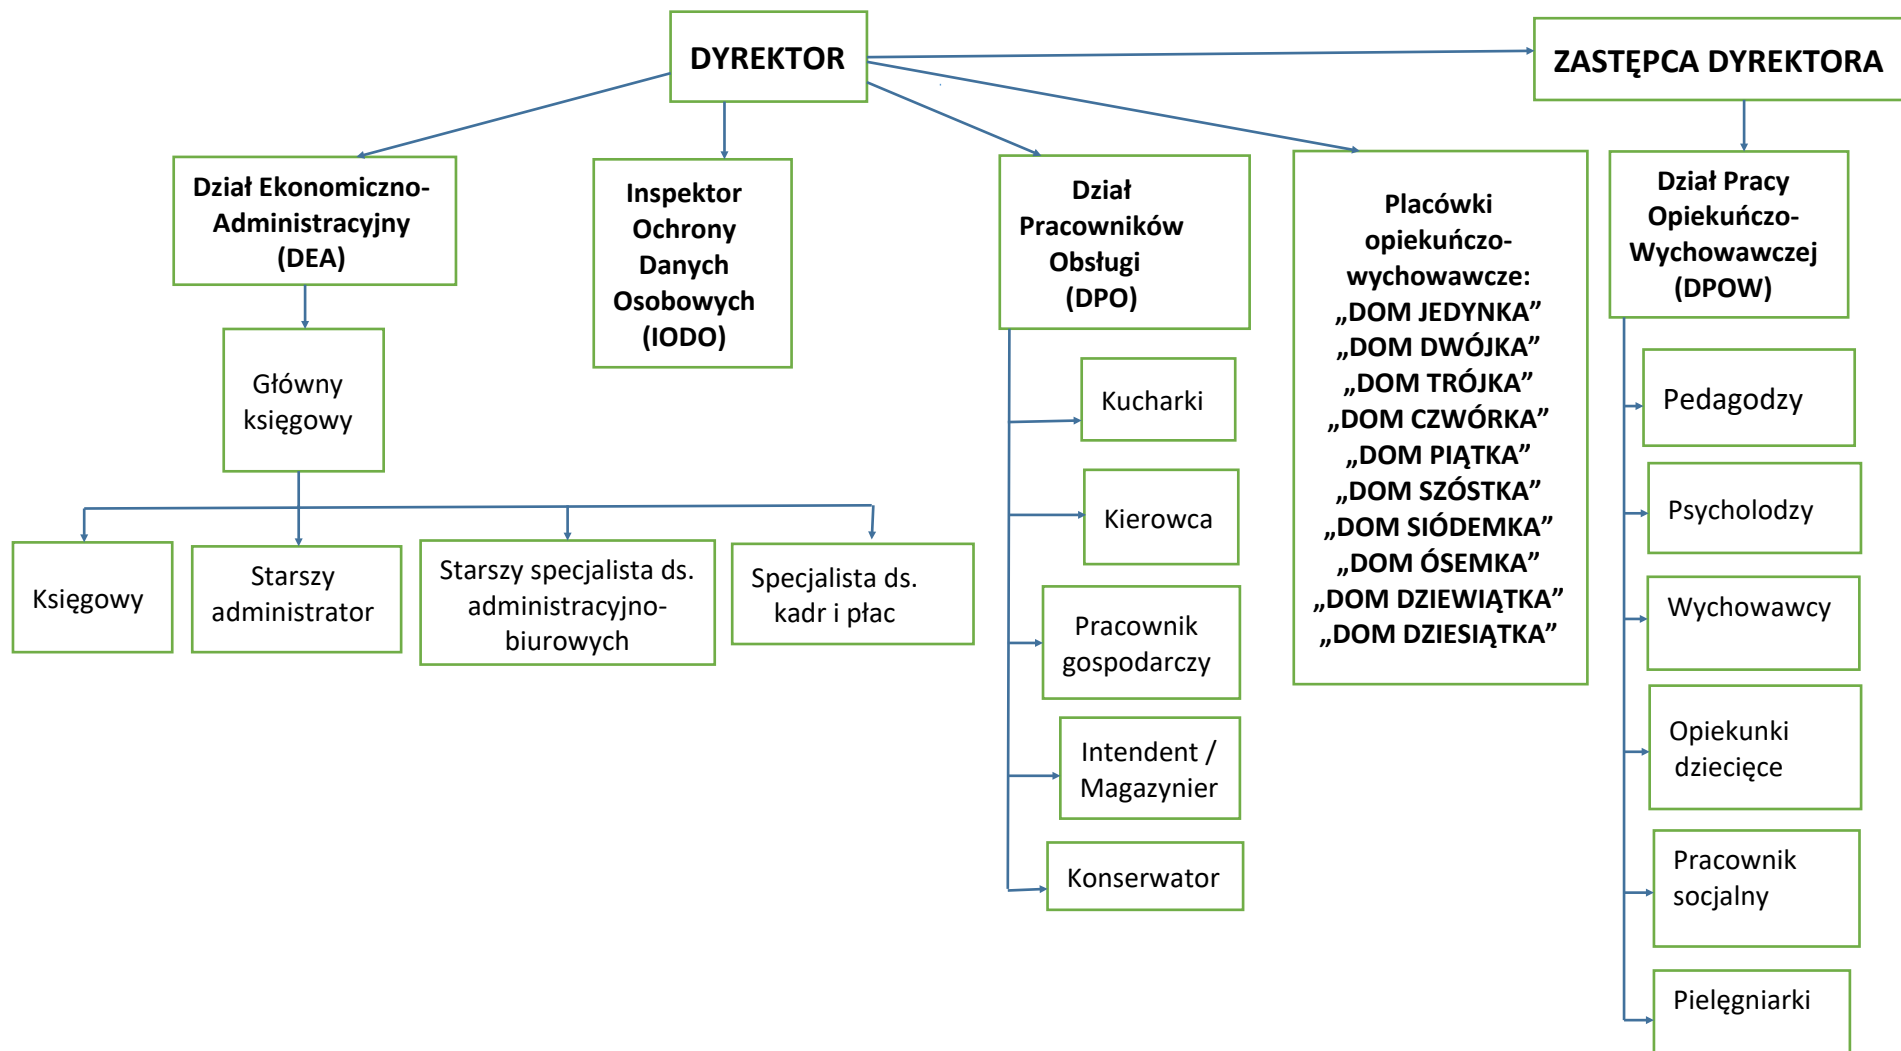 DYREKTOR
ZASTĘPCA DYREKTORA
Dział Ekonomiczno-
Administracyjny
(DEA)
Inspektor
Ochrony
Danych
Osobowych
(IODO)
Dział
Pracowników
Obsługi
(DPO)
Placówki
opiekuńczo-
wychowawcze:
„DOM JEDYNKA”
„DOM DWÓJKA”
„DOM TRÓJKA”
„DOM CZWÓRKA”
„DOM PIĄTKA”
„DOM SZÓSTKA”
„DOM SIÓDEMKA”
„DOM ÓSEMKA”
„DOM DZIEWIĄTKA”
„DOM DZIESIĄTKA”
Dział Pracy
Opiekuńczo-
Wychowawczej
(DPOW)
Główny
księgowy
Księgowy
Starszy
administrator
Starszy specjalista ds.
administracyjno-
biurowych
Specjalista ds.
kadr i płac
Kucharki
Kierowca
Pracownik
gospodarczy
Intendent /
Magazynier
Konserwator
Pedagodzy
Psycholodzy
Wychowawcy
Opiekunki
dziecięce
Pracownik
socjalny
Pielęgniarki